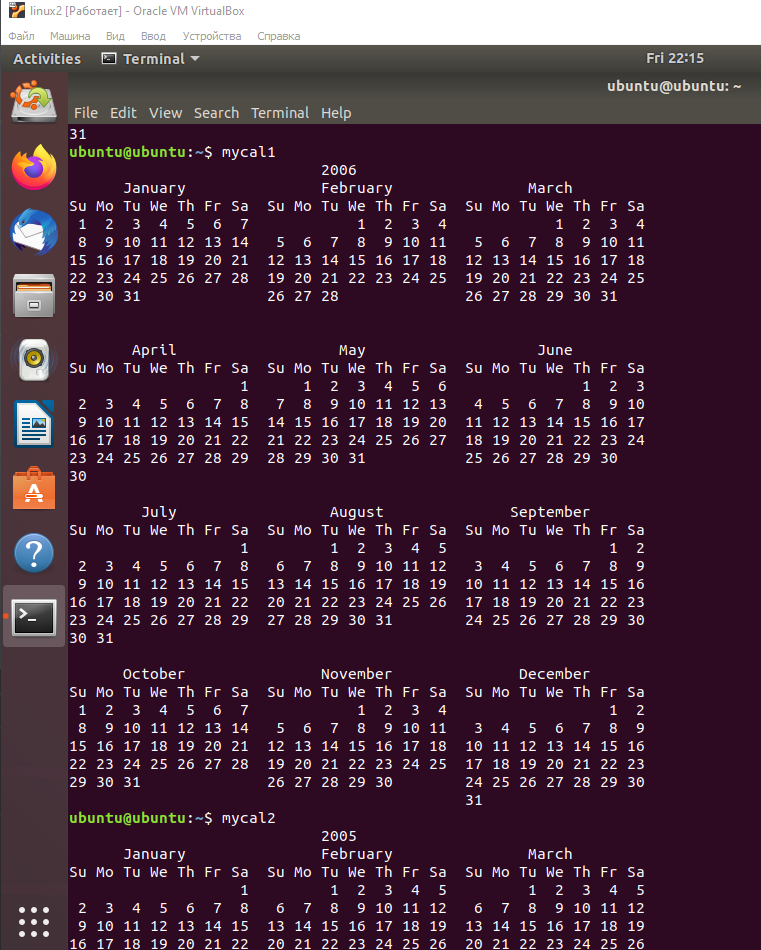 linux2 [Работает] - Oracle VM VirtualBox
Файл Машина Вид Ввод Устройства Справка
Activities Terminal Fri 22:15
ubuntu@ubuntu: ~
File Edit View Search Terminal Help
31
ubuntu@ubuntu:~$ mycal1
2006
January February March
Su Mo Tu We Th Fr Sa Su Mo Tu We Th Fr Sa Su Mo Tu We Th Fr Sa
1 2 3 4 5 6 7 1 2 3 4 1 2 3 4
8 9 10 11 12 13 14 5 6 7 8 9 10 11 5 6 7 8 9 10 11
15 16 17 18 19 20 21 12 13 14 15 16 17 18 12 13 14 15 16 17 18
22 23 24 25 26 27 28 19 20 21 22 23 24 25 19 20 21 22 23 24 25
29 30 31 26 27 28 26 27 28 29 30 31
April May June
Su Mo Tu We Th Fr Sa Su Mo Tu We Th Fr Sa Su Mo Tu We Th Fr Sa
1 1 2 3 4 5 6 1 2 3
2 3 4 5 6 7 8 7 8 9 10 11 12 13 4 5 6 7 8 9 10
9 10 11 12 13 14 15 14 15 16 17 18 19 20 11 12 13 14 15 16 17
16 17 18 19 20 21 22 21 22 23 24 25 26 27 18 19 20 21 22 23 24
23 24 25 26 27 28 29 28 29 30 31 25 26 27 28 29 30
30
July August September
Su Mo Tu We Th Fr Sa Su Mo Tu We Th Fr Sa Su Mo Tu We Th Fr Sa
1 1 2 3 4 5 1 2
2 3 4 5 6 7 8 6 7 8 9 10 11 12 3 4 5 6 7 8 9
9 10 11 12 13 14 15 13 14 15 16 17 18 19 10 11 12 13 14 15 16
16 17 18 19 20 21 22 20 21 22 23 24 25 26 17 18 19 20 21 22 23
23 24 25 26 27 28 29 27 28 29 30 31 24 25 26 27 28 29 30
30 31
October November December
Su Mo Tu We Th Fr Sa Su Mo Tu We Th Fr Sa Su Mo Tu We Th Fr Sa
1 2 3 4 5 6 7 1 2 3 4 1 2
8 9 10 11 12 13 14 5 6 7 8 9 10 11 3 4 5 6 7 8 9
15 16 17 18 19 20 21 12 13 14 15 16 17 18 10 11 12 13 14 15 16
22 23 24 25 26 27 28 19 20 21 22 23 24 25 17 18 19 20 21 22 23
29 30 31 26 27 28 29 30 24 25 26 27 28 29 30
31
ubuntu@ubuntu:~$ mycal2
2005
January February March
Su Mo Tu We Th Fr Sa Su Mo Tu We Th Fr Sa Su Mo Tu We Th Fr Sa
1 1 2 3 4 5 1 2 3 4 5
2 3 4 5 6 7 8 6 7 8 9 10 11 12 6 7 8 9 10 11 12
9 10 11 12 13 14 15 13 14 15 16 17 18 19 13 14 15 16 17 18 19
16 17 18 19 20 21 22 20 21 22 23 24 25 26 20 21 22 23 24 25 26